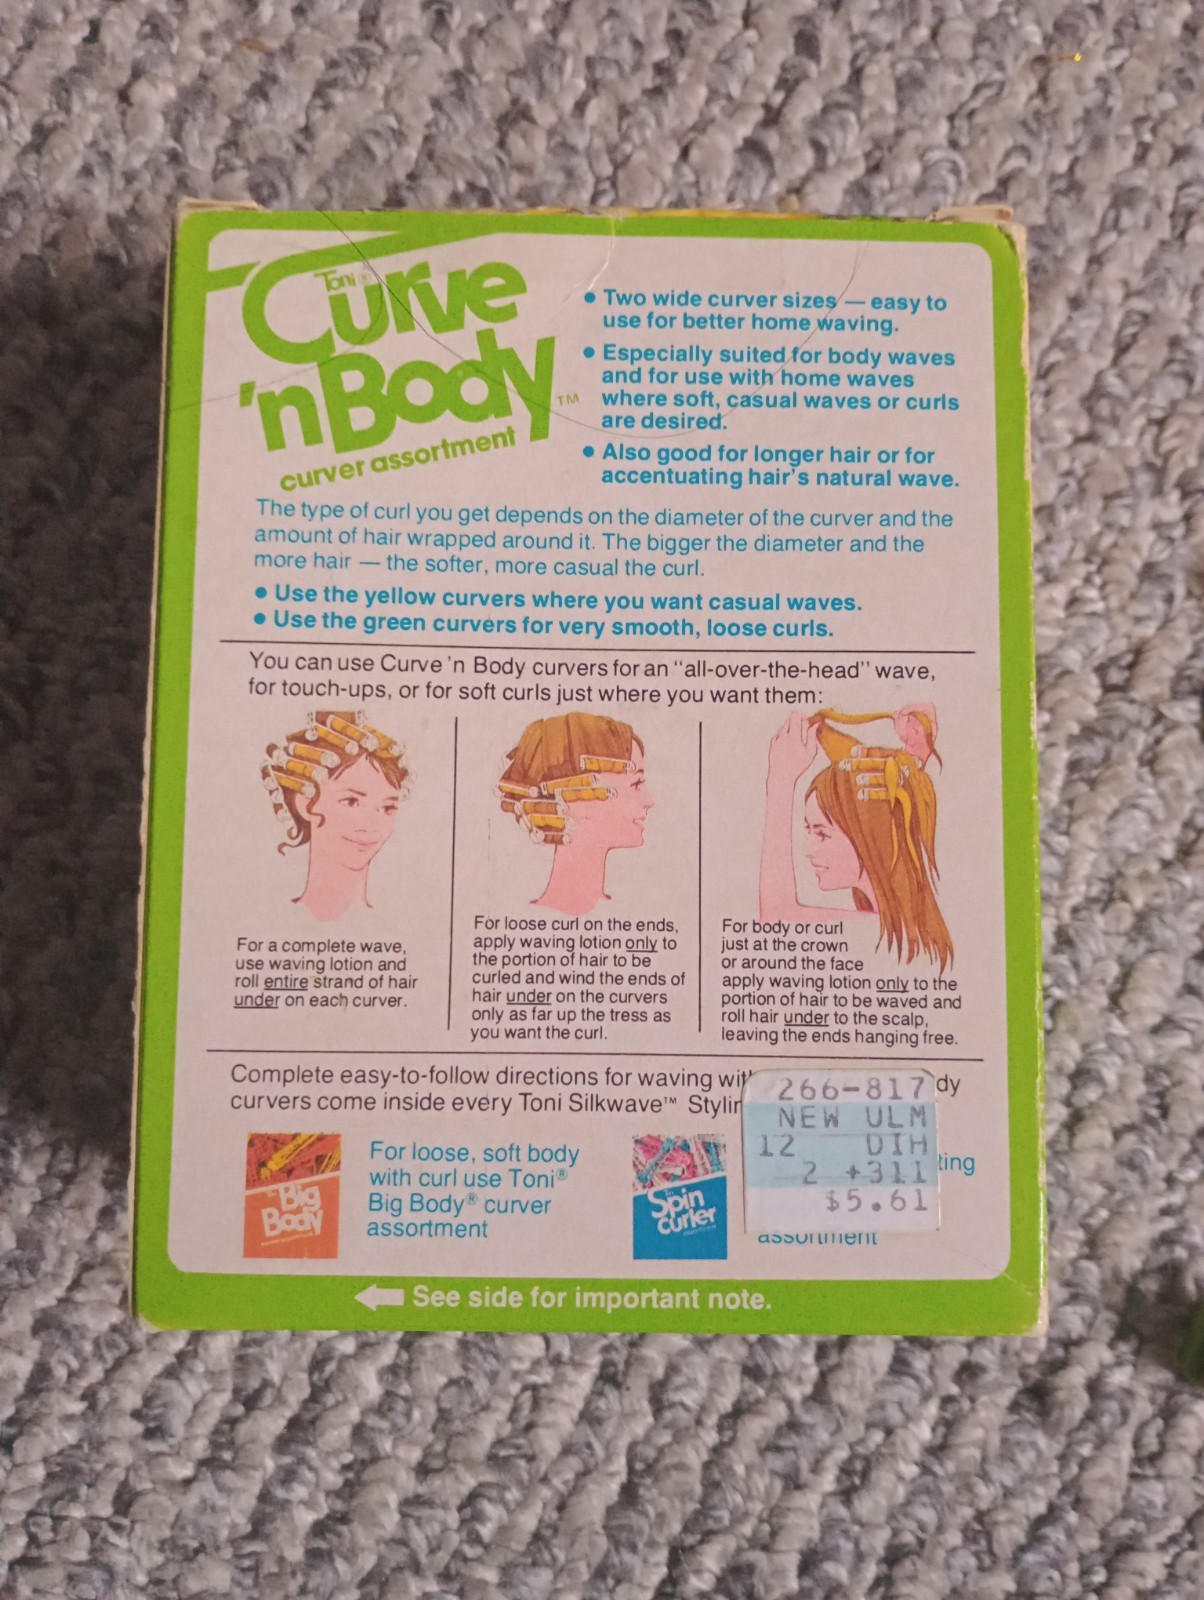 Toni®
Curve
'n Body™
curver assortment
• Two wide curver sizes — easy to
use for better home waving.
• Especially suited for body waves
and for use with home waves
where soft, casual waves or curls
are desired.
• Also good for longer hair or for
accentuating hair's natural wave.
The type of curl you get depends on the diameter of the curver and the
amount of hair wrapped around it. The bigger the diameter and the
more hair — the softer, more casual the curl.
• Use the yellow curvers where you want casual waves.
• Use the green curvers for very smooth, loose curls.
You can use Curve 'n Body curvers for an "all-over-the-head" wave,
for touch-ups, or for soft curls just where you want them:
For a complete wave,
use waving lotion and
roll entire strand of hair
under on each curver.
For loose curl on the ends,
apply waving lotion only to
the portion of hair to be
curled and wind the ends of
hair under on the curvers
only as far up the tress as
you want the curl.
For body or curl
just at the crown
or around the face
apply waving lotion only to the
portion of hair to be waved and
roll hair under to the scalp,
leaving the ends hanging free.
Complete easy-to-follow directions for waving wit dy
curvers come inside every Toni Silkwave™ Stylin
266-817
NEW ULM
12 DIH
2 +311
$5.61
Big
Body
For loose, soft body
with curl use Toni®
Big Body® curver
assortment
Spin
curler
ting
assortment
See side for important note.